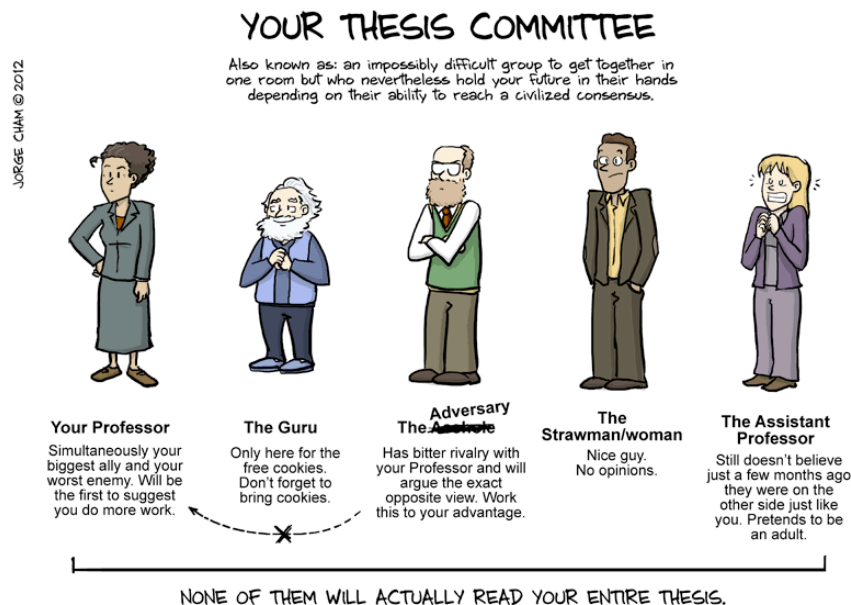 YOUR THESIS COMMITTEE
Also known as: an impossibly difficult group to get together in
one room but who nevertheless hold your future in their hands
depending on their ability to reach a civilized consensus.
JORGE CHAM © 2012
Your Professor
Simultaneously your
biggest ally and your
worst enemy. Will be
the first to suggest
you do more work.
The Guru
Only here for the
free cookies.
Don't forget to
bring cookies.
Adversary
The Asshole
Has bitter rivalry with
your Professor and will
argue the exact
opposite view. Work
this to your advantage.
The
Strawman/woman
Nice guy.
No opinions.
The Assistant
Professor
Still doesn't believe
just a few months ago
they were on the
other side just like
you. Pretends to be
an adult.
NONE OF THEM WILL ACTUALLY READ YOUR ENTIRE THESIS.